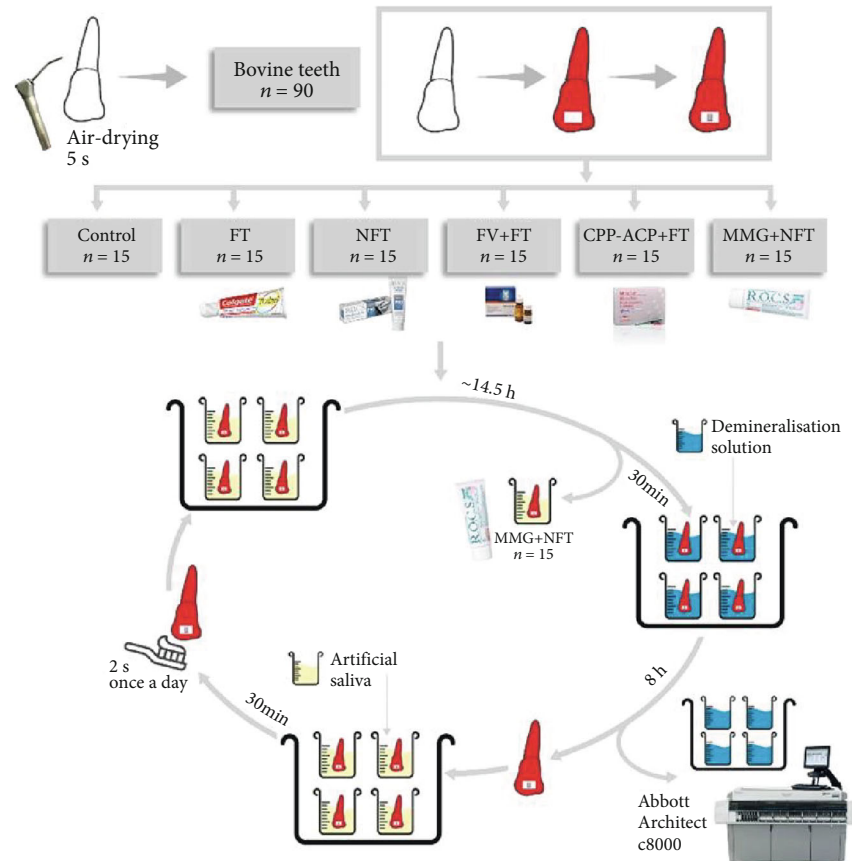 Air-drying
5 s
Bovine teeth
n = 90
Control
n = 15
FT
n = 15
NFT
n = 15
FV+FT
n = 15
CPP-ACP+FT
n = 15
MMG+NFT
n = 15
Colgete
Total
R.O.C.S
~14.5 h
30min
Demineralisation
solution
R.O.C.S
MMG+NFT
n = 15
8 h
Abbott
Architect
c8000
Artificial
saliva
30min
2 s
once a day